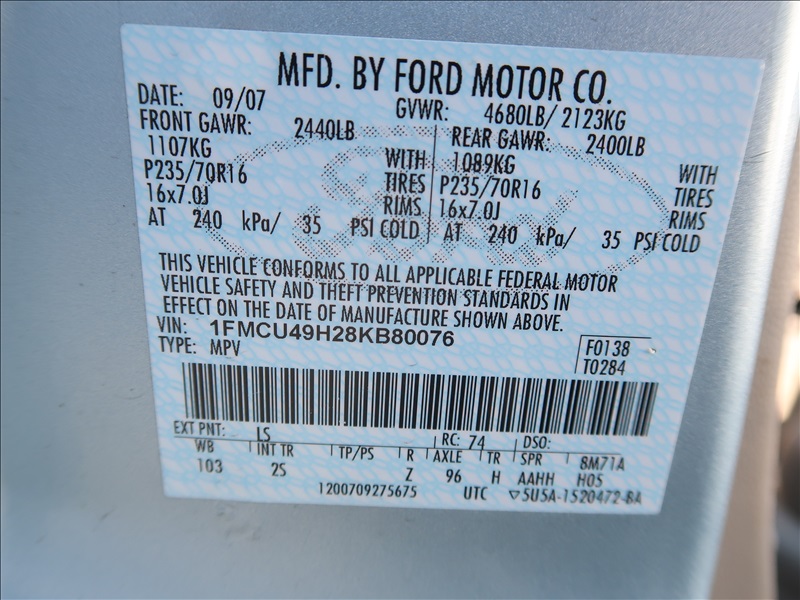 MFD. BY FORD MOTOR CO.
DATE: 09/07 GVWR: 4680LB/ 2123KG
FRONT GAWR: 2440LB REAR GAWR: 2400LB
1107KG WITH 1089KG WITH
P235/70R16 TIRES P235/70R16 TIRES
16x7.0J RIMS 16x7.0J RIMS
AT 240 kPa/ 35 PSI COLD AT 240 kPa/ 35 PSI COLD
THIS VEHICLE CONFORMS TO ALL APPLICABLE FEDERAL MOTOR
VEHICLE SAFETY AND THEFT PREVENTION STANDARDS IN
EFFECT ON THE DATE OF MANUFACTURE SHOWN ABOVE.
VIN: 1FMCU49H28KB80076
TYPE: MPV
F0138
T0284
EXT PNT: LS RC: 74 DSO:
WB INT TR TP/PS R AXLE TR SPR 8M71A
103 2S Z 96 H AAHH H05
1200709275675 UTC ▽5U5A-1520472-BA